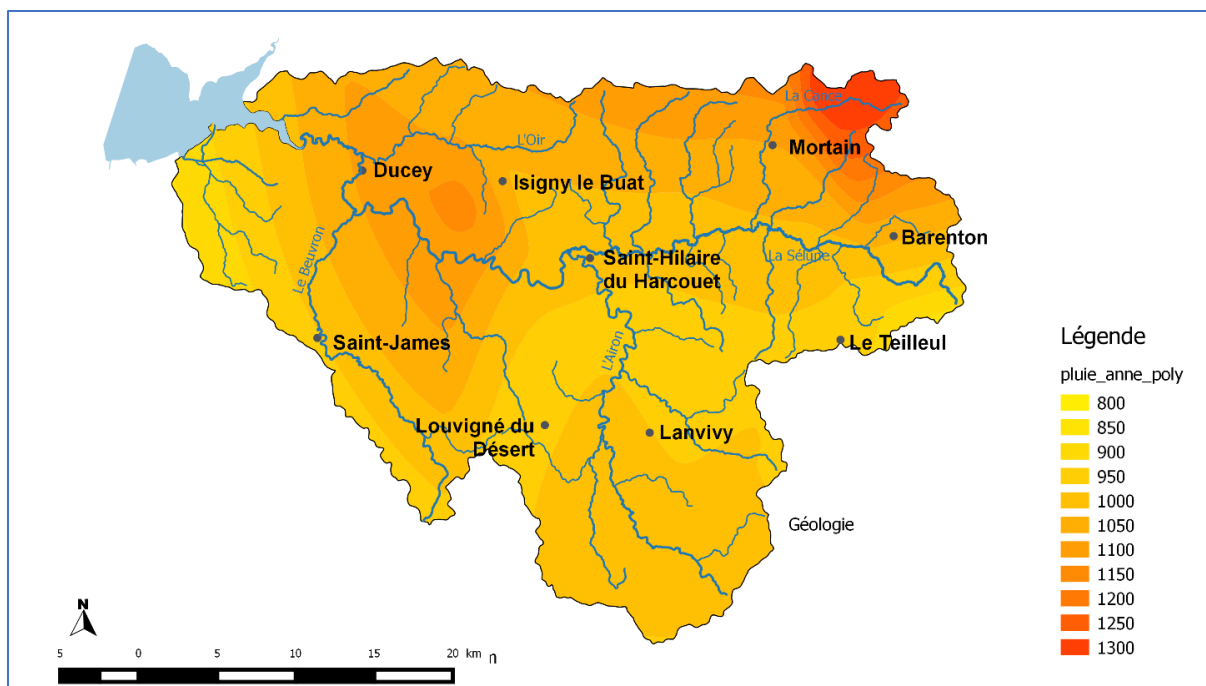 La Cance
L'Oir
Mortain
Ducey
Isigny le Buat
Barenton
Le Beuvron
Saint-Hilaire
du Harcouet
La Sélune
Saint-James
L'Airon
Le Teilleul
Louvigné du
Désert
Lanvivy
Géologie
Légende
pluie_anne_poly
800
850
900
950
1000
1050
1100
1150
1200
1250
1300
N
5 0 5 10 15 20 km n